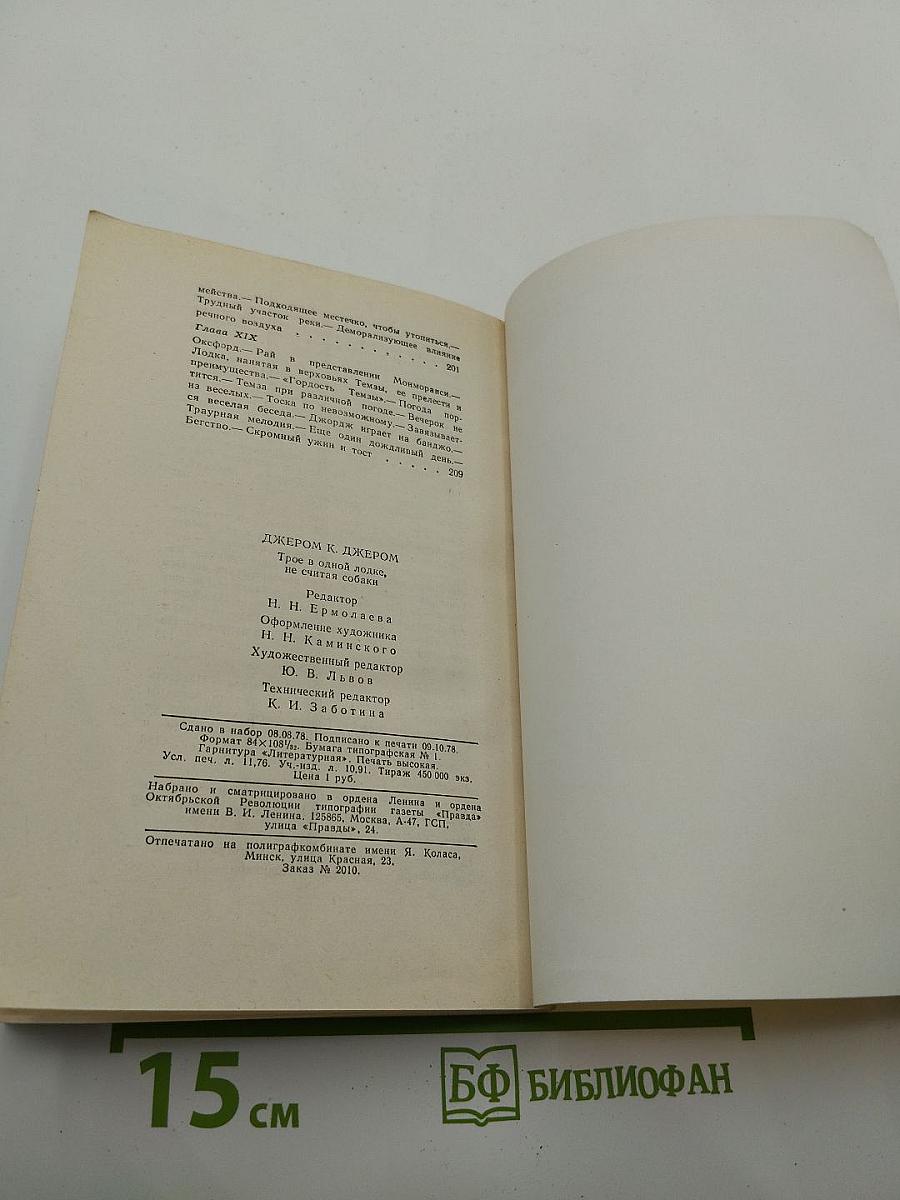 мейства.— Подходящее местечко, чтобы утопиться.—
Трудный участок реки.— Деморализующее влияние
речного воздуха . . . . . . . . . . . . 201
Глава XIX
Оксфорд.— Рай в представлении Монморанси.—
Лодка, нанятая в верховьях Темзы, ее прелести и
преимущества.— «Гордость Темзы».— Погода пор-
тится.— Темза при различной погоде.— Вечерок не
из веселых.— Тоска по невозможному.— Завязывает-
ся веселая беседа.— Джордж играет на банджо.—
Траурная мелодия.— Еще один дождливый день.—
Бегство.— Скромный ужин и тост . . . . . 209
ДЖЕРОМ К. ДЖЕРОМ
Трое в одной лодке,
не считая собаки
Редактор
Н. Н. Ермолаева
Оформление художника
Н. Н. Каминского
Художественный редактор
Ю. В. Львов
Технический редактор
К. И. Заботина
Сдано в набор 08.08.78. Подписано к печати 09.10.78.
Формат 84×108¹/₃₂. Бумага типографская № 1.
Гарнитура «Литературная». Печать высокая.
Усл. печ. л. 11,76. Уч.-изд. л. 10,91. Тираж 450 000 экз.
Цена 1 руб.
Набрано и сматрицировано в ордена Ленина и ордена
Октябрьской Революции типографии газеты «Правда»
имени В. И. Ленина. 125865, Москва, А-47, ГСП,
улица «Правды», 24.
Отпечатано на полиграфкомбинате имени Я. Коласа,
Минск, улица Красная, 23.
Заказ № 2010.
15 см
БФ БИБЛИОФАН